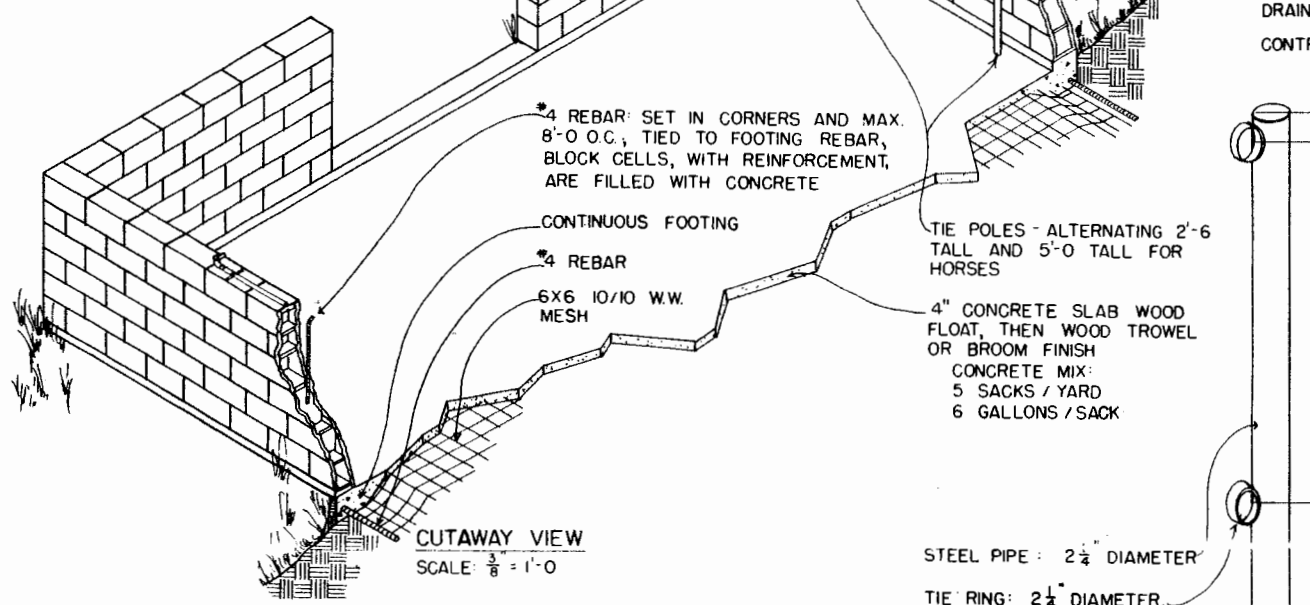 DRAIN
CONTR
#4 REBAR: SET IN CORNERS AND MAX.
8'-0 O.C., TIED TO FOOTING REBAR,
BLOCK CELLS, WITH REINFORCEMENT,
ARE FILLED WITH CONCRETE
CONTINUOUS FOOTING
#4 REBAR
6X6 10/10 W.W.
MESH
TIE POLES - ALTERNATING 2'-6
TALL AND 5'-0 TALL FOR
HORSES
4" CONCRETE SLAB WOOD
FLOAT, THEN WOOD TROWEL
OR BROOM FINISH
CONCRETE MIX:
5 SACKS / YARD
6 GALLONS / SACK
CUTAWAY VIEW
SCALE: 3/8" = 1'-0
STEEL PIPE: 2 1/4" DIAMETER
TIE RING: 2 1/4" DIAMETER